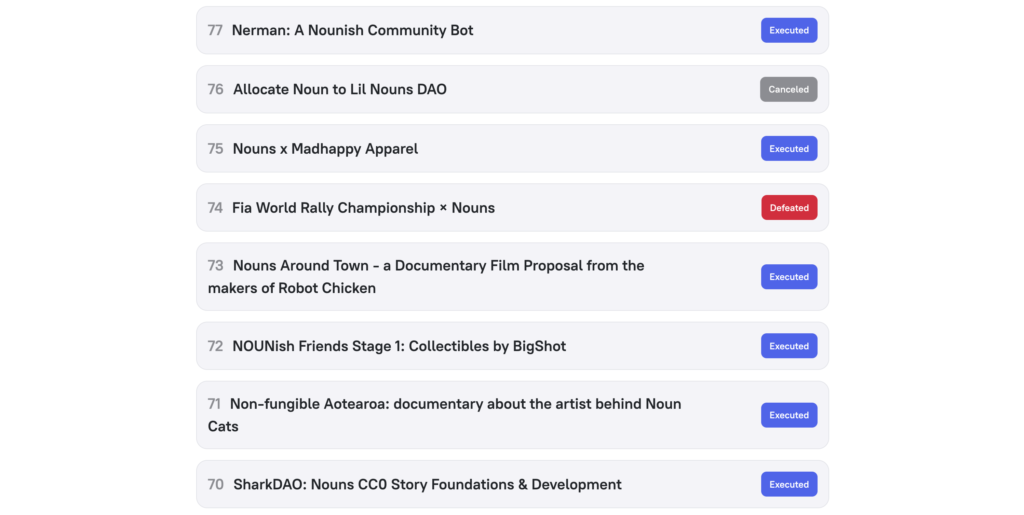 77 Nerman: A Nounish Community Bot Executed
76 Allocate Noun to Lil Nouns DAO Canceled
75 Nouns x Madhappy Apparel Executed
74 Fia World Rally Championship × Nouns Defeated
73 Nouns Around Town - a Documentary Film Proposal from the
makers of Robot Chicken
Executed
72 NOUNish Friends Stage 1: Collectibles by BigShot Executed
71 Non-fungible Aotearoa: documentary about the artist behind Noun
Cats
Executed
70 SharkDAO: Nouns CC0 Story Foundations & Development Executed